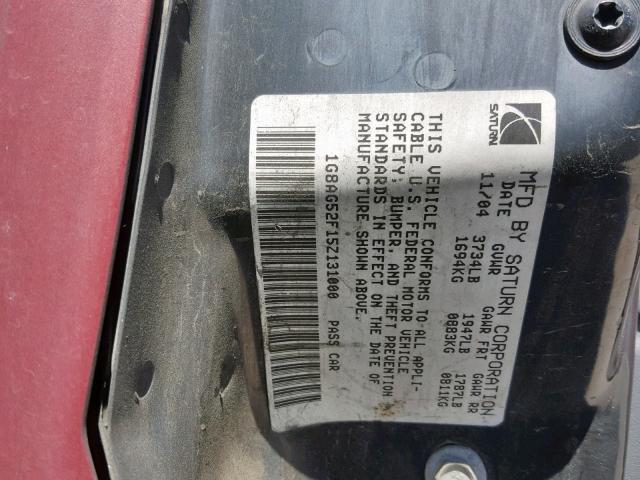 SATURN
MFD BY SATURN CORPORATION
DATE GVWR GAWR FRT GAWR RR
11/04 3734LB 1947LB 1787LB
1694KG 0883KG 0811KG
THIS VEHICLE CONFORMS TO ALL APPLI-
CABLE U.S. FEDERAL MOTOR VEHICLE
SAFETY, BUMPER, AND THEFT PREVENTION
STANDARDS IN EFFECT ON THE DATE OF
MANUFACTURE SHOWN ABOVE.
1G8AG52F15Z131000 PASS CAR